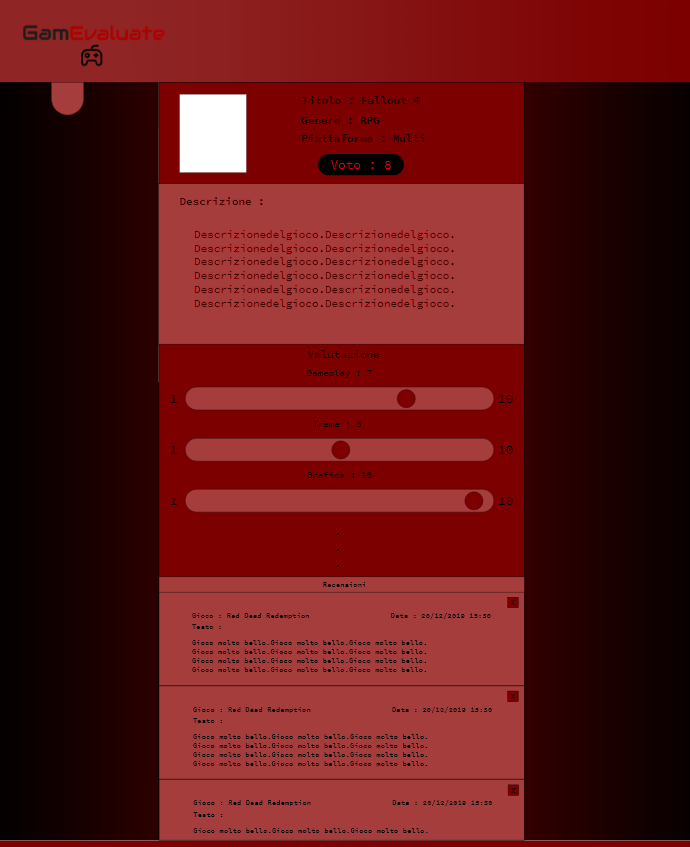 GamEvaluate
Titolo : Fallout 4
Genere : RPG
Piattaforma : Multi
Voto : 8
Descrizione :
Descrizionedelgioco.Descrizionedelgioco.
Descrizionedelgioco.Descrizionedelgioco.
Descrizionedelgioco.Descrizionedelgioco.
Descrizionedelgioco.Descrizionedelgioco.
Descrizionedelgioco.Descrizionedelgioco.
Descrizionedelgioco.Descrizionedelgioco.
Valutazione
Gameplay : 7
1 10
Trama : 5
1 10
Grafica : 10
1 10
.
.
.
Recensioni
X
Gioco : Red Dead Redemption Data : 20/12/2019 15:30
Testo :
Gioco molto bello.Gioco molto bello.Gioco molto bello.
Gioco molto bello.Gioco molto bello.Gioco molto bello.
Gioco molto bello.Gioco molto bello.Gioco molto bello.
Gioco molto bello.Gioco molto bello.Gioco molto bello.
X
Gioco : Red Dead Redemption Data : 20/12/2019 15:30
Testo :
Gioco molto bello.Gioco molto bello.Gioco molto bello.
Gioco molto bello.Gioco molto bello.Gioco molto bello.
Gioco molto bello.Gioco molto bello.Gioco molto bello.
Gioco molto bello.Gioco molto bello.Gioco molto bello.
X
Gioco : Red Dead Redemption Data : 20/12/2019 15:30
Testo :
Gioco molto bello.Gioco molto bello.Gioco molto bello.